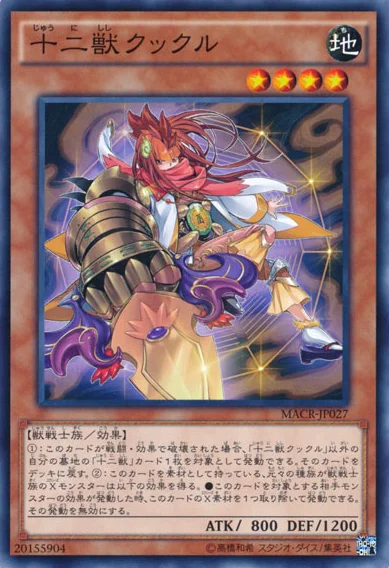 十二獣クックル
地
MACR-JP027
【獣戦士族／効果】
①：このカードが戦闘・効果で破壊された場合、「十二獣クックル」以外の
自分の墓地の「十二獣」カード１枚を対象として発動できる。そのカードを
デッキに戻す。②：このカードを素材として持っている、元々の種族が獣戦士
族のXモンスターは以下の効果を得る。●このカードを対象とする相手モン
スターの効果が発動した時、このカードのX素材を１つ取り除いて発動できる。
その発動を無効にする。
ATK/ 800 DEF/1200
20155904
©高橋和希 スタジオ・ダイス/集英社